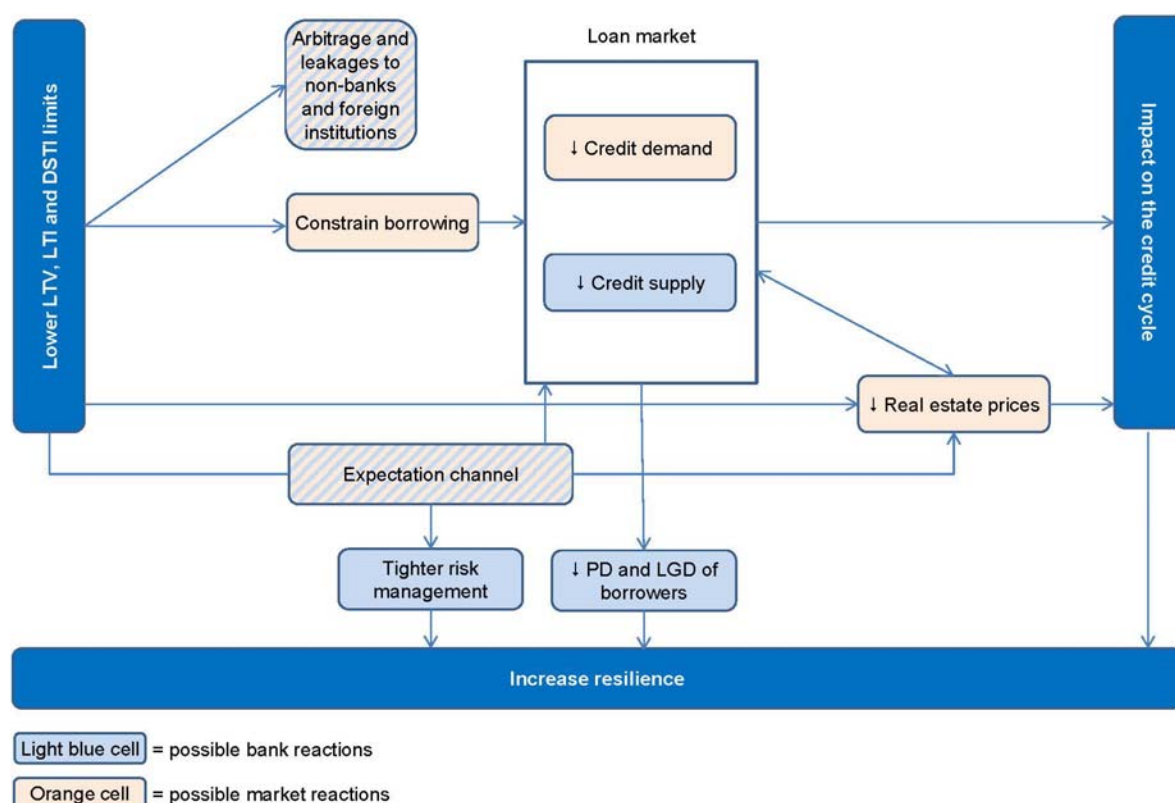 Lower LTV, LTI and DSTI limits
Arbitrage and
leakages to
non-banks
and foreign
institutions
Loan market
↓ Credit demand
Constrain borrowing
↓ Credit supply
Impact on the credit cycle
↓ Real estate prices
Expectation channel
Tighter risk
management
↓ PD and LGD of
borrowers
Increase resilience
Light blue cell = possible bank reactions
Orange cell = possible market reactions